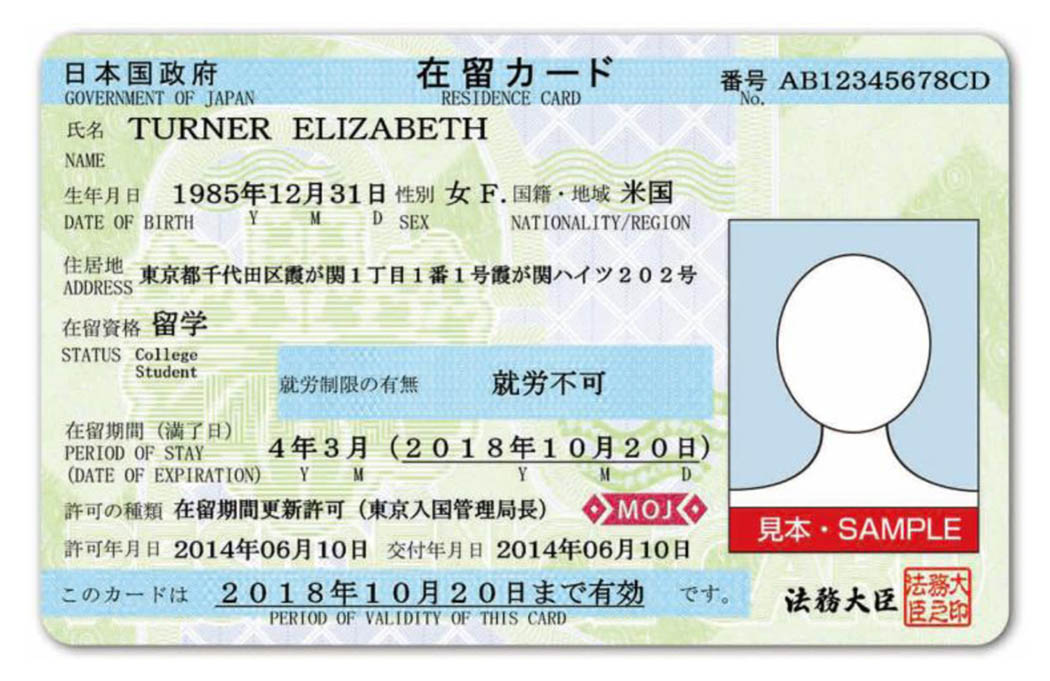 日本国政府 在留カード 番号 AB12345678CD
GOVERNMENT OF JAPAN RESIDENCE CARD No.
氏名 TURNER ELIZABETH
NAME
生年月日 1985年12月31日 性別 女 F. 国籍・地域 米国
DATE OF BIRTH Y M D SEX NATIONALITY/REGION
住居地 東京都千代田区霞が関1丁目1番1号霞が関ハイツ202号
ADDRESS
在留資格 留学
STATUS College
Student
就労制限の有無 就労不可
在留期間(満了日) 4年3月(2018年10月20日)
PERIOD OF STAY
(DATE OF EXPIRATION) Y M Y M D
許可の種類 在留期間更新許可(東京入国管理局長) MOJ
見本・SAMPLE
許可年月日 2014年06月10日 交付年月日 2014年06月10日
このカードは 2018年10月20日まで有効 です。
PERIOD OF VALIDITY OF THIS CARD
法務大臣 法務大臣之印